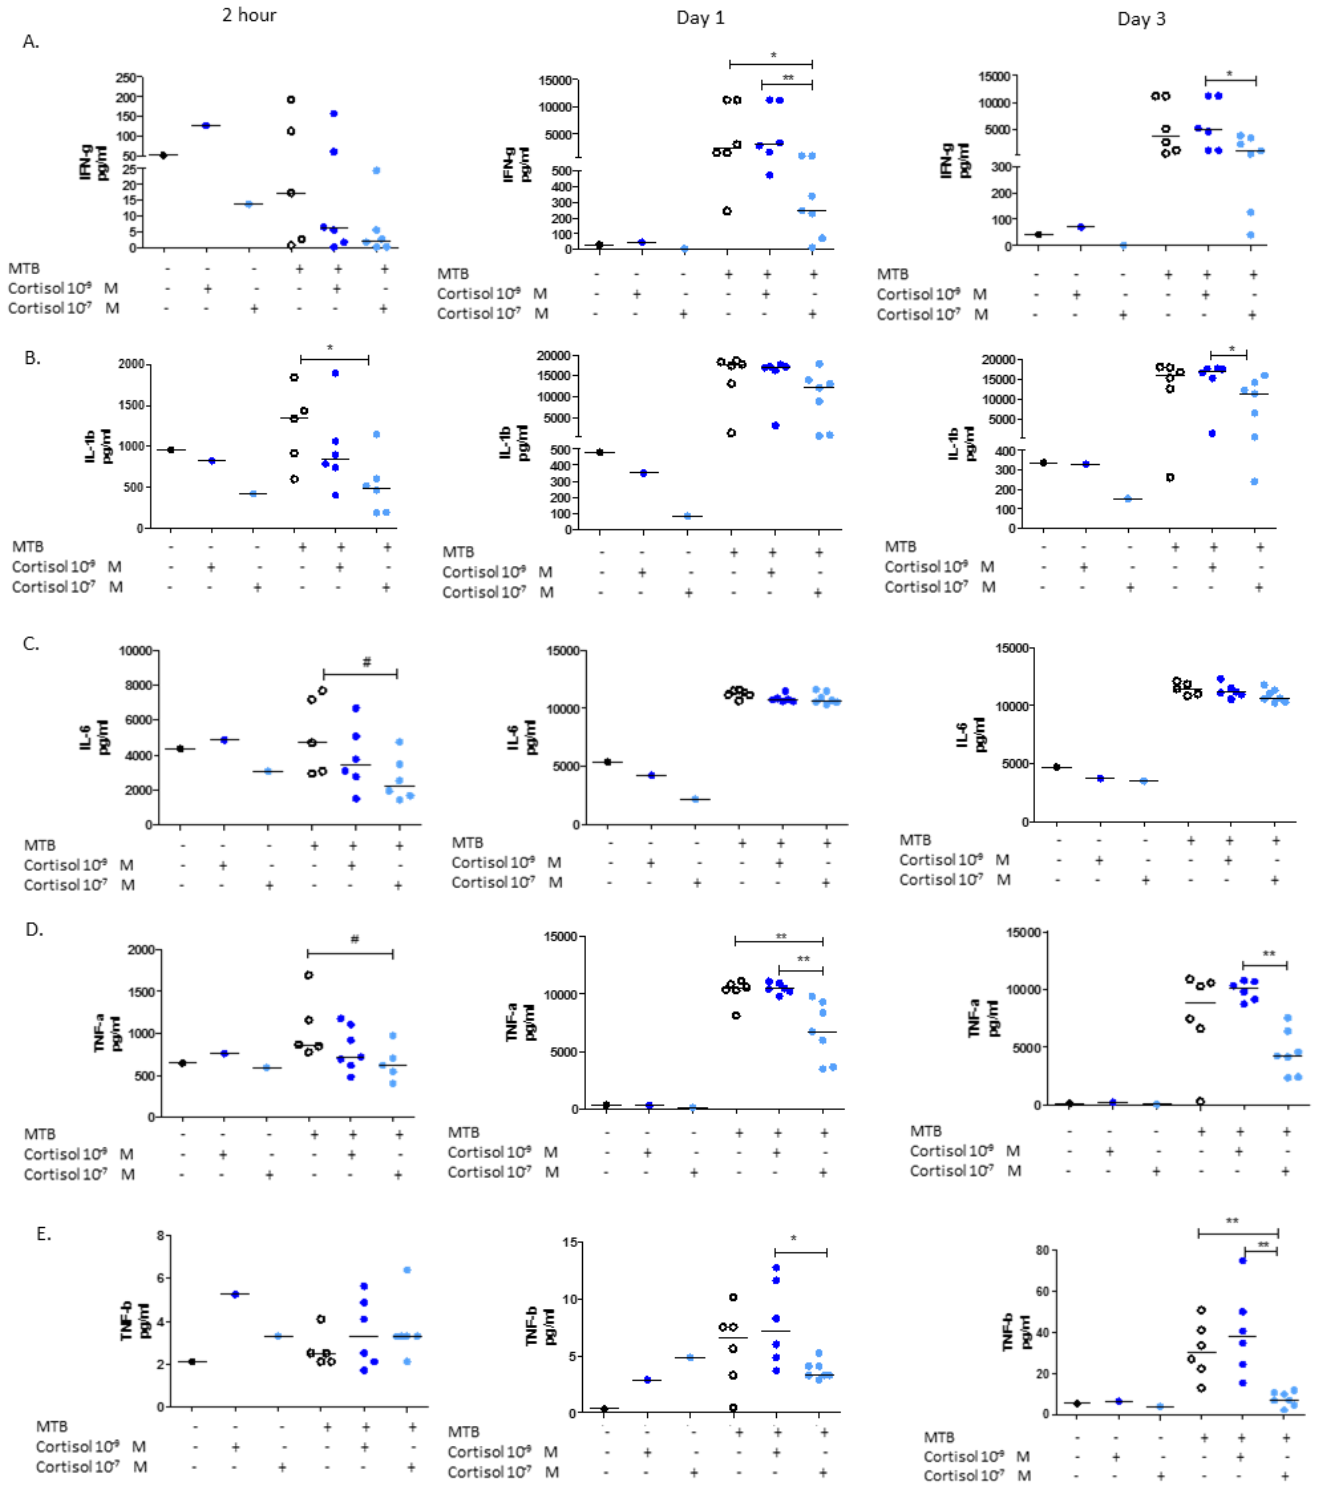 2 hour Day 1 Day 3
A.
IFN-g pg/ml 250 200 150 100 50 25 20 15 10 5 0
IFN-g pg/ml 15000 10000 5000 500 400 300 200 100 0 * **
IFN-g pg/ml 15000 10000 5000 300 200 100 0 *
MTB - - - + + +
Cortisol 10-9 M - + - - + -
Cortisol 10-7 M - - + - - +
MTB - - - + + +
Cortisol 10-9 M - + - - + -
Cortisol 10-7 M - - + - - +
MTB - - - + + +
Cortisol 10-9 M - + - - + -
Cortisol 10-7 M - - + - - +
B.
IL-1b pg/ml 2000 1500 1000 500 0 *
IL-1b pg/ml 20000 15000 10000 5000 500 400 300 200 100 0
IL-1b pg/ml 20000 15000 10000 5000 400 300 200 100 0 *
MTB - - - + + +
Cortisol 10-9 M - + - - + -
Cortisol 10-7 M - - + - - +
MTB - - - + + +
Cortisol 10-9 M - + - - + -
Cortisol 10-7 M - - + - - +
MTB - - - + + +
Cortisol 10-9 M - + - - + -
Cortisol 10-7 M - - + - - +
C.
IL-6 pg/ml 10000 8000 6000 4000 2000 0 #
IL-6 pg/ml 15000 10000 5000 0
IL-6 pg/ml 15000 10000 5000 0
MTB - - - + + +
Cortisol 10-9 M - + - - + -
Cortisol 10-7 M - - + - - +
MTB - - - + + +
Cortisol 10-9 M - + - - + -
Cortisol 10-7 M - - + - - +
MTB - - - + + +
Cortisol 10-9 M - + - - + -
Cortisol 10-7 M - - + - - +
D.
TNF-a pg/ml 2000 1500 1000 500 0 #
TNF-a pg/ml 15000 10000 5000 0 ** **
TNF-a pg/ml 15000 10000 5000 0 **
MTB - - - + + +
Cortisol 10-9 M - + - - + -
Cortisol 10-7 M - - + - - +
MTB - - - + + +
Cortisol 10-9 M - + - - + -
Cortisol 10-7 M - - + - - +
MTB - - - + + +
Cortisol 10-9 M - + - - + -
Cortisol 10-7 M - - + - - +
E.
TNF-b pg/ml 8 6 4 2 0
TNF-b pg/ml 15 10 5 0 *
TNF-b pg/ml 80 60 40 20 0 ** **
MTB - - - + + +
Cortisol 10-9 M - + - - + -
Cortisol 10-7 M - - + - - +
MTB - - - + + +
Cortisol 10-9 M - + - - + -
Cortisol 10-7 M - - + - - +
MTB - - - + + +
Cortisol 10-9 M - + - - + -
Cortisol 10-7 M - - + - - +